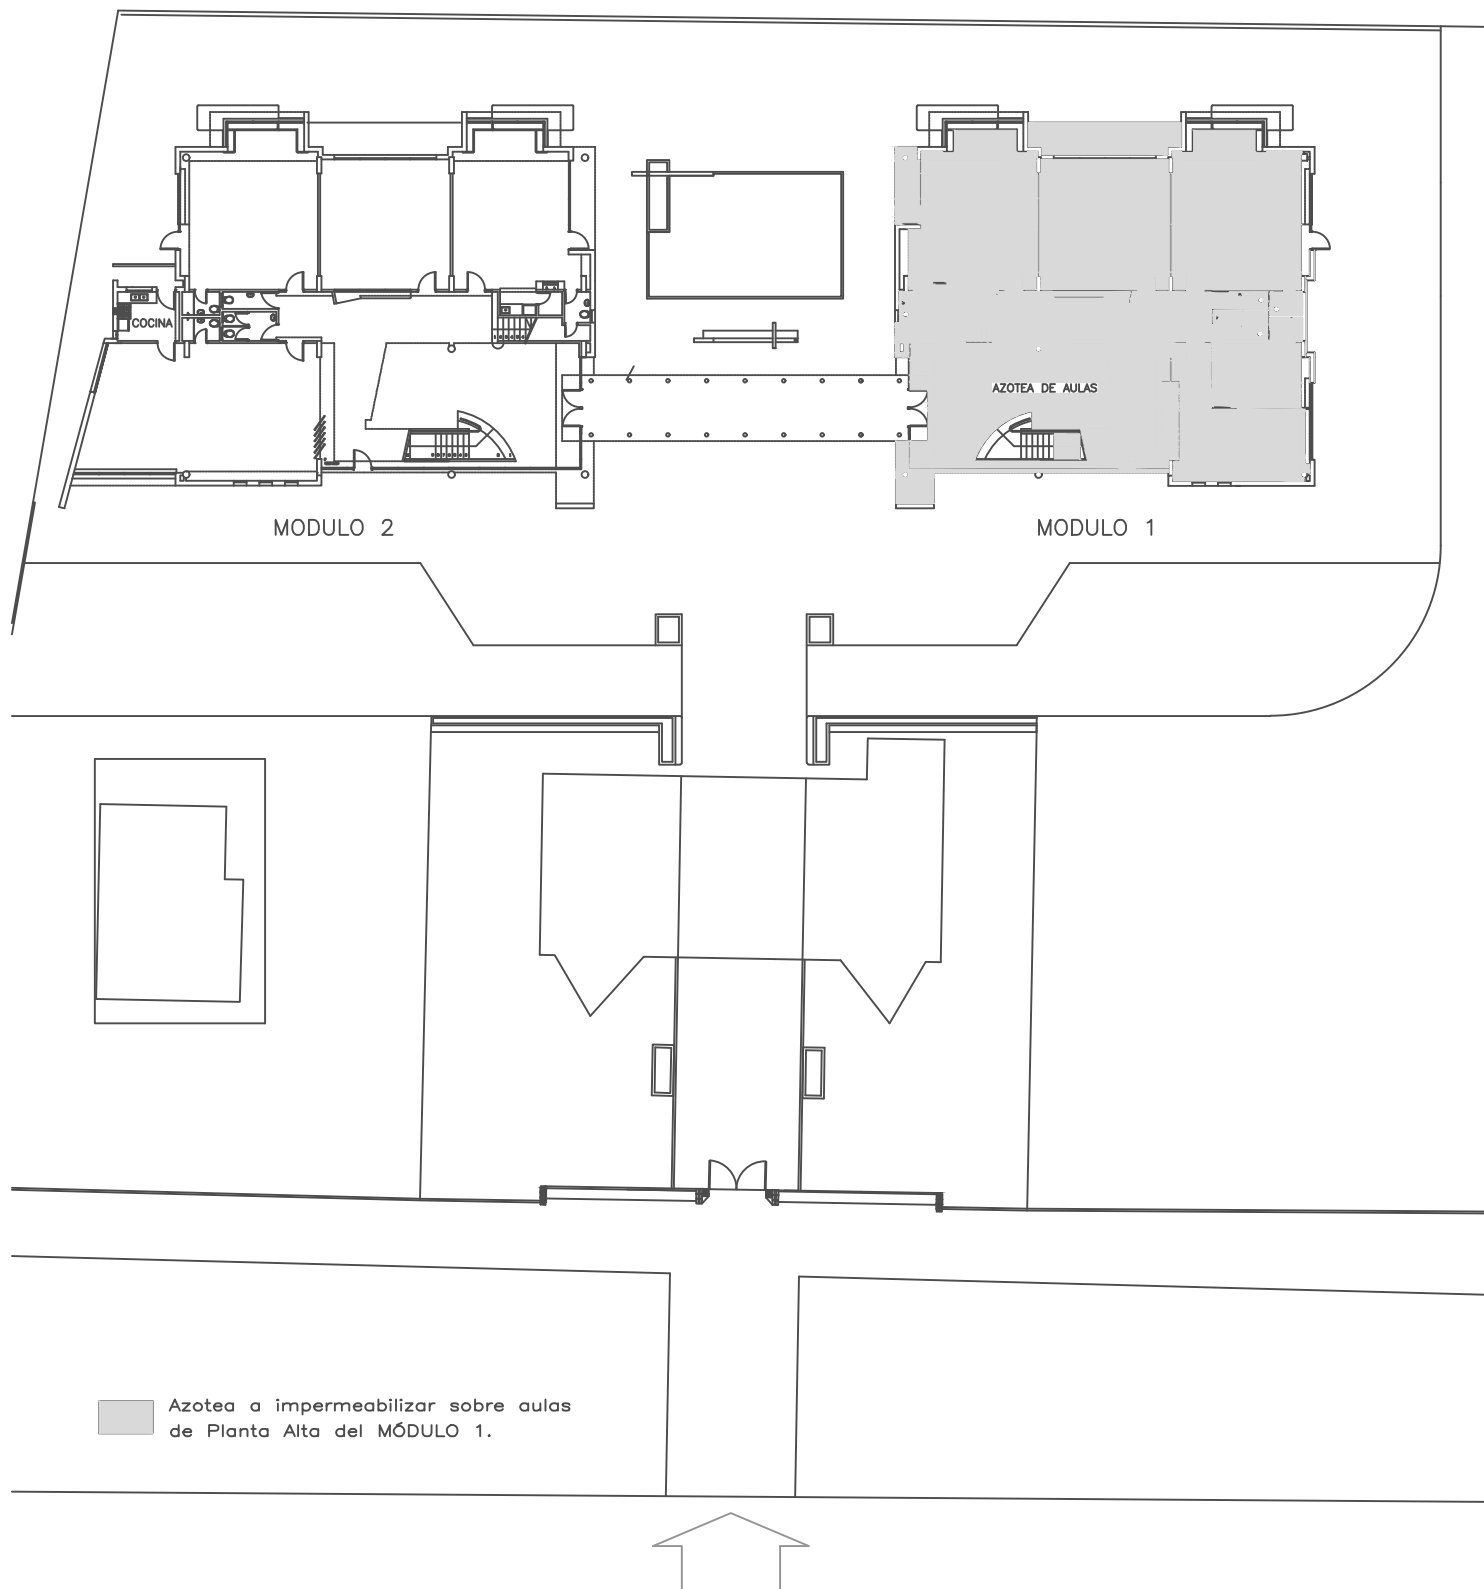 COCINA
AZOTEA DE AULAS
MODULO 2
MODULO 1
Azotea a impermeabilizar sobre aulas
de Planta Alta del MÓDULO 1.